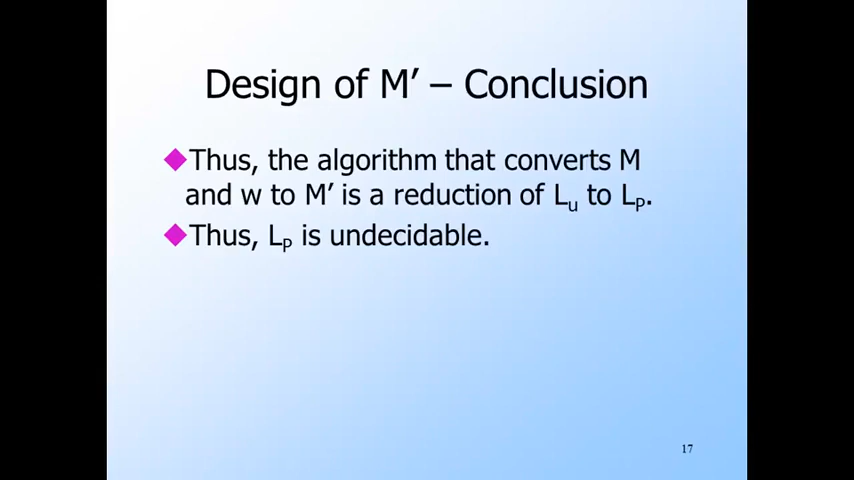 Design of M’ – Conclusion
Thus, the algorithm that converts M
and w to M’ is a reduction of Lu to LP.
Thus, LP is undecidable.
17